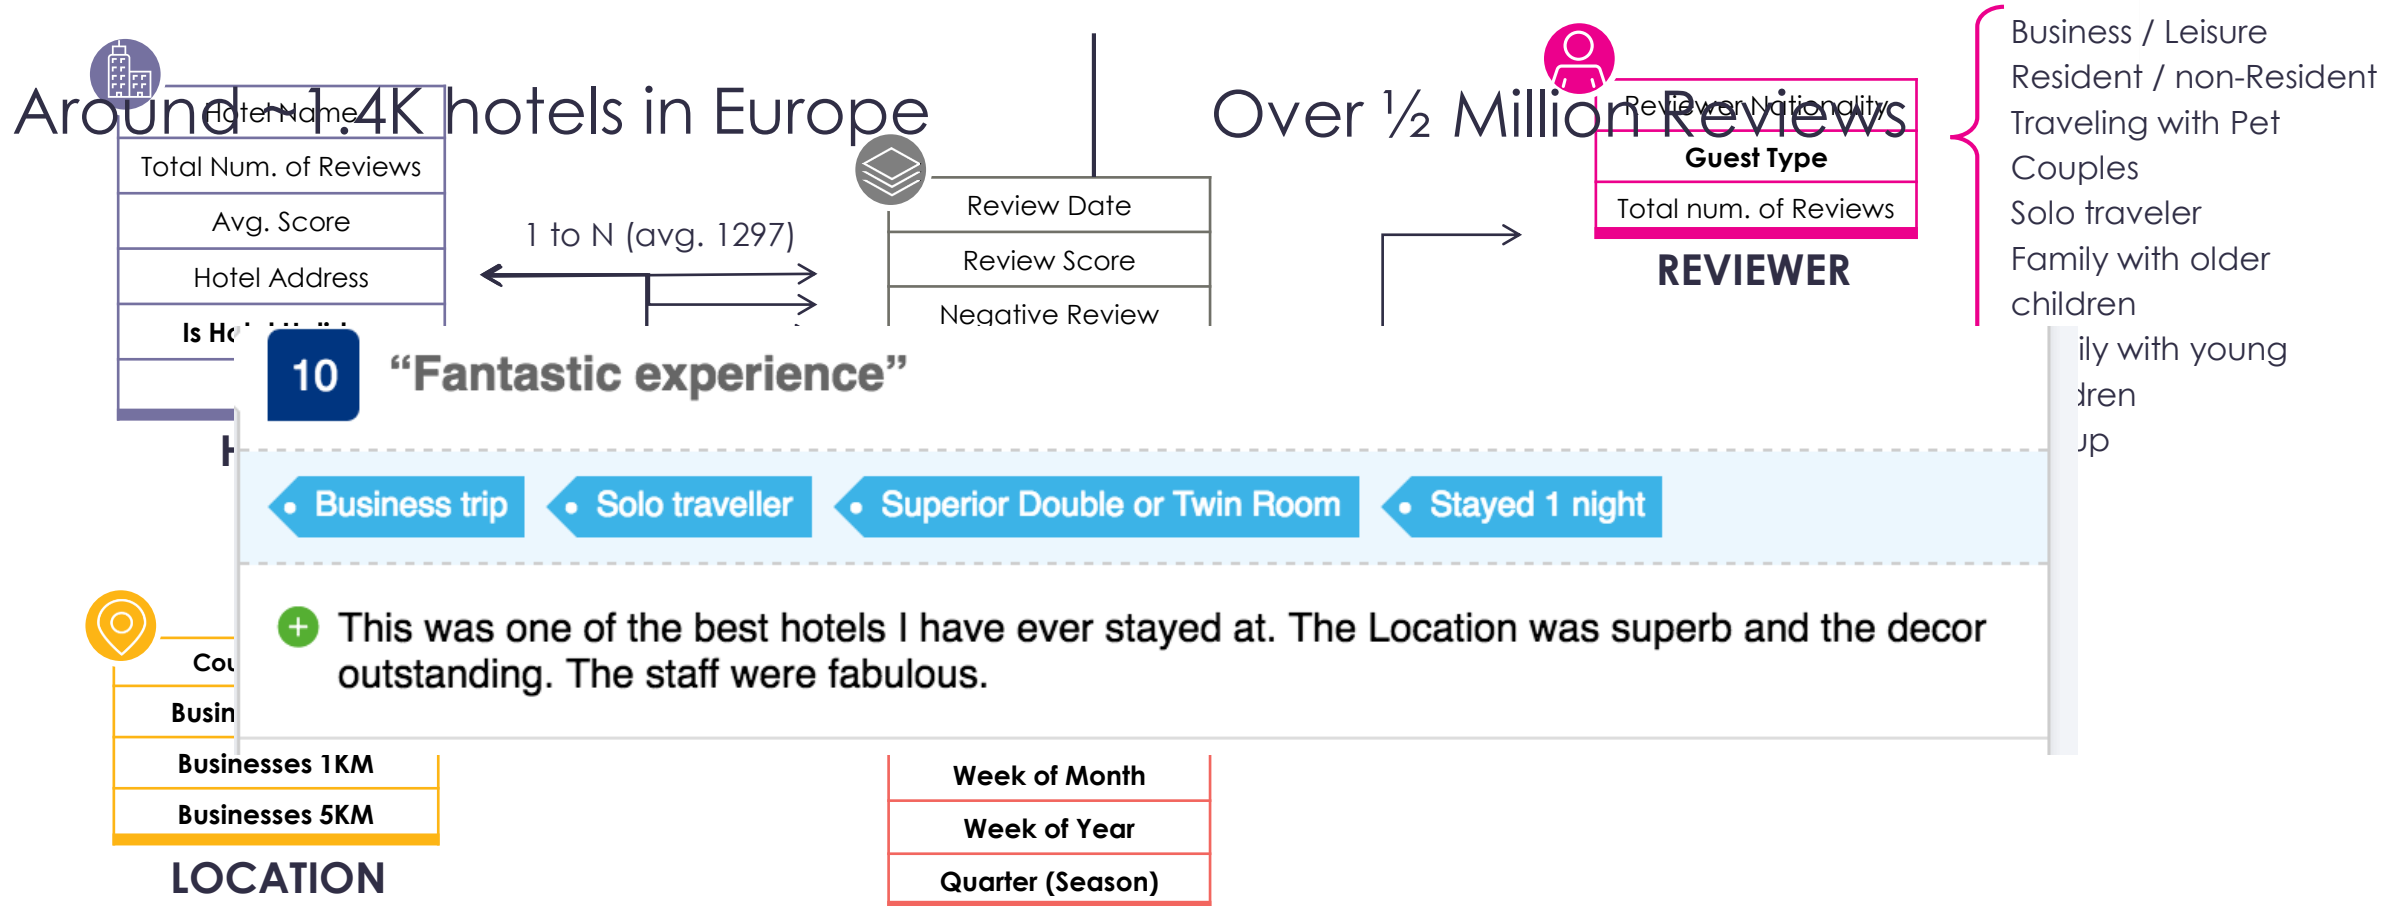 Around ~1.4K hotels in Europe
Over ½ Million Reviews
Hotel Name
Total Num. of Reviews
Avg. Score
Hotel Address
1 to N (avg. 1297)
Review Date
Review Score
Negative Review
Reviewer Nationality
Guest Type
Total num. of Reviews
REVIEWER
Business / Leisure
Resident / non-Resident
Traveling with Pet
Couples
Solo traveler
Family with older
children
with young
10
“Fantastic experience”
Business trip
Solo traveller
Superior Double or Twin Room
Stayed 1 night
This was one of the best hotels I have ever stayed at. The Location was superb and the decor
outstanding. The staff were fabulous.
Businesses 1KM
Businesses 5KM
LOCATION
Week of Month
Week of Year
Quarter (Season)